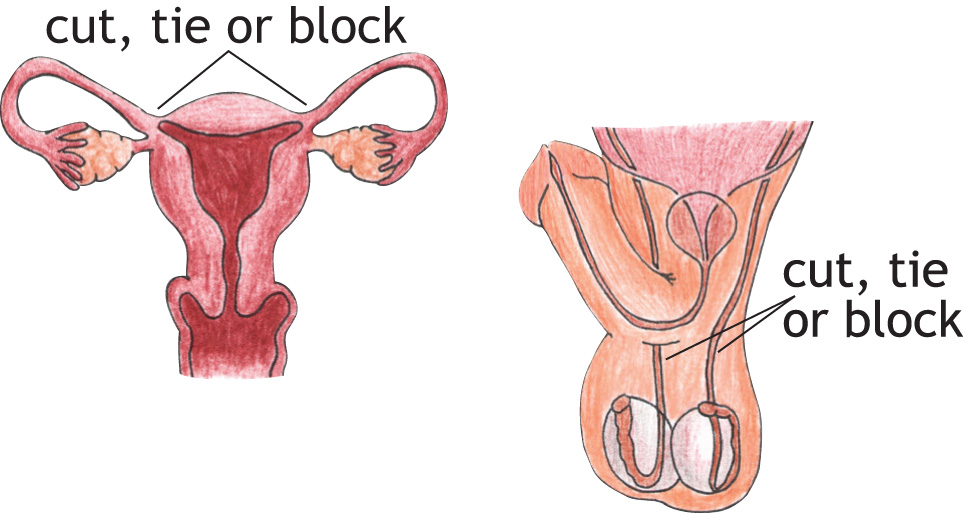 cut, tie or block
cut, tie
or block